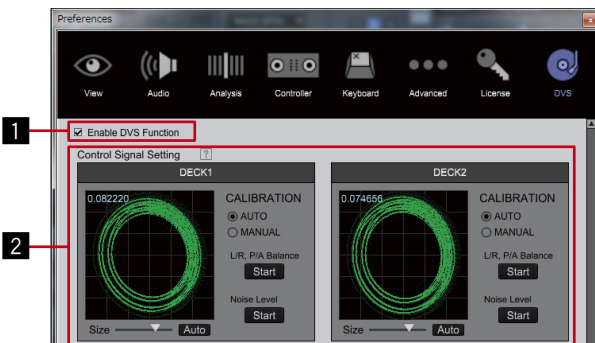 Preferences
View Audio Analysis Controller Keyboard Advanced License DVS
1
Enable DVS Function
2
Control Signal Setting ?
DECK1 DECK2
0.082220 CALIBRATION 0.074656 CALIBRATION
AUTO AUTO
MANUAL MANUAL
L/R, P/A Balance L/R, P/A Balance
Start Start
Noise Level Noise Level
Start Start
Size Auto Size Auto